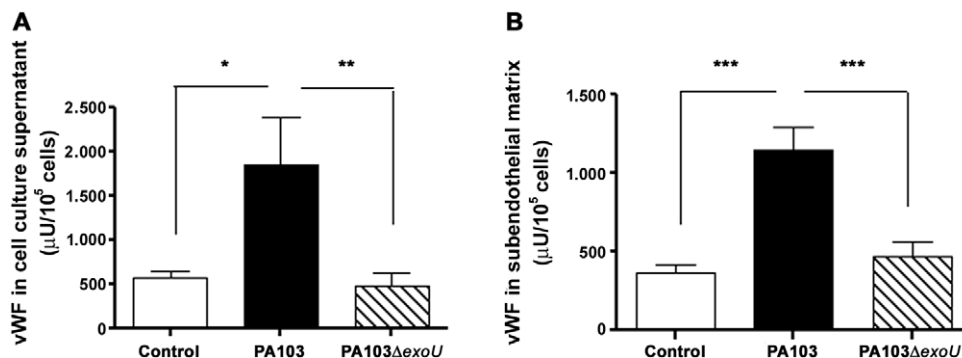 A
vWF in cell culture supernatant
(µU/10⁵ cells)
2.500
2.000
1.500
1.000
500
0
*
**
Control
PA103
PA103ΔexoU
B
vWF in subendothelial matrix
(µU/10⁵ cells)
1.500
1.000
500
0
***
***
Control
PA103
PA103ΔexoU